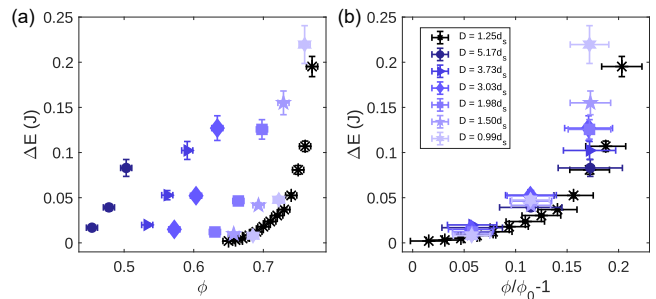 (a)
(b)
0.25
0.2
0.15
0.1
0.05
0
ΔE (J)
0.5
0.6
0.7
ϕ
0.25
0.2
0.15
0.1
0.05
0
ΔE (J)
D = 1.25d_s
D = 5.17d_s
D = 3.73d_s
D = 3.03d_s
D = 1.98d_s
D = 1.50d_s
D = 0.99d_s
0
0.05
0.1
0.15
0.2
ϕ/ϕ_0-1